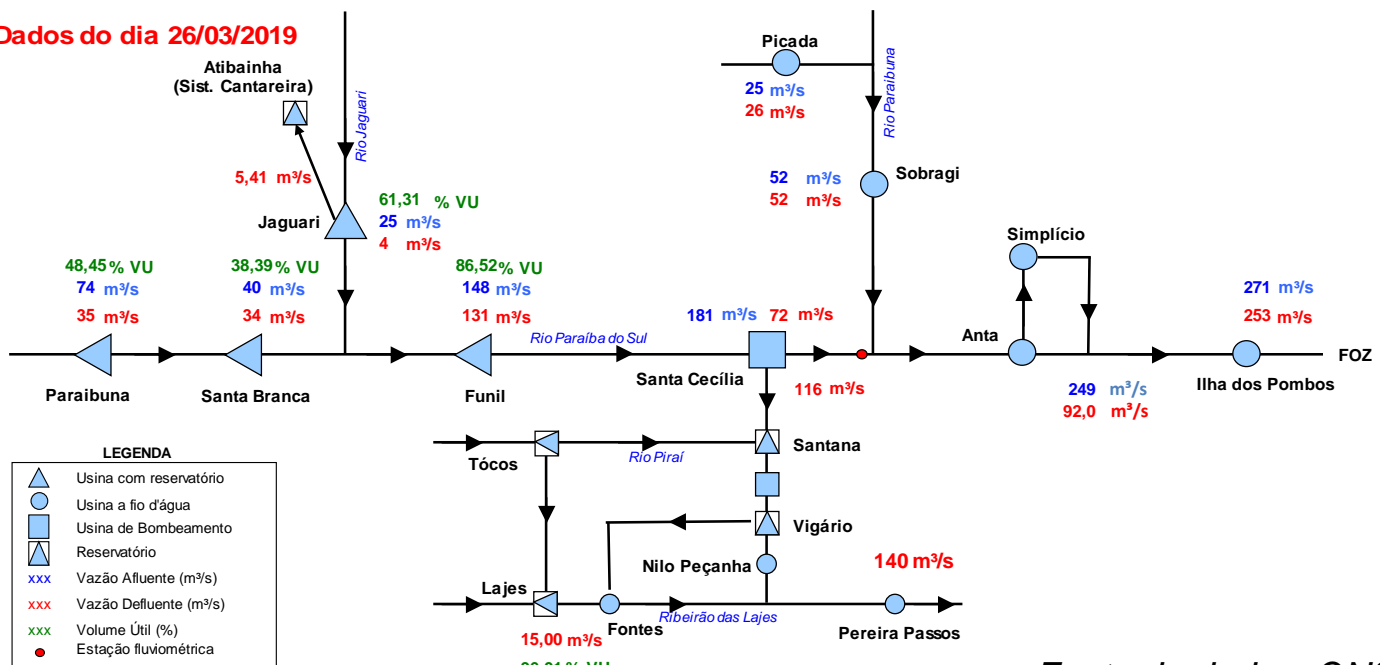 Dados do dia 26/03/2019
Atibainha
(Sist. Cantareira)
Rio Jaguari
5,41 m³/s
Jaguari
61,31 % VU
25 m³/s
4 m³/s
Picada
25 m³/s
26 m³/s
Rio Paraibuna
52 m³/s
52 m³/s
Sobragi
48,45 % VU
74 m³/s
35 m³/s
Paraibuna
38,39 % VU
40 m³/s
34 m³/s
Santa Branca
86,52 % VU
148 m³/s
131 m³/s
Funil
Rio Paraíba do Sul
181 m³/s 72 m³/s
Santa Cecília
116 m³/s
Simplício
Anta
249 m³/s
92,0 m³/s
271 m³/s
253 m³/s
Ilha dos Pombos
FOZ
Tócos
Rio Piraí
Santana
Vigário
Nilo Peçanha
140 m³/s
Lajes
Fontes
Ribeirão das Lajes
Pereira Passos
15,00 m³/s
LEGENDA
Usina com reservatório
Usina a fio d'água
Usina de Bombeamento
Reservatório
xxx Vazão Afluente (m³/s)
xxx Vazão Defluente (m³/s)
xxx Volume Útil (%)
Estação fluviométrica